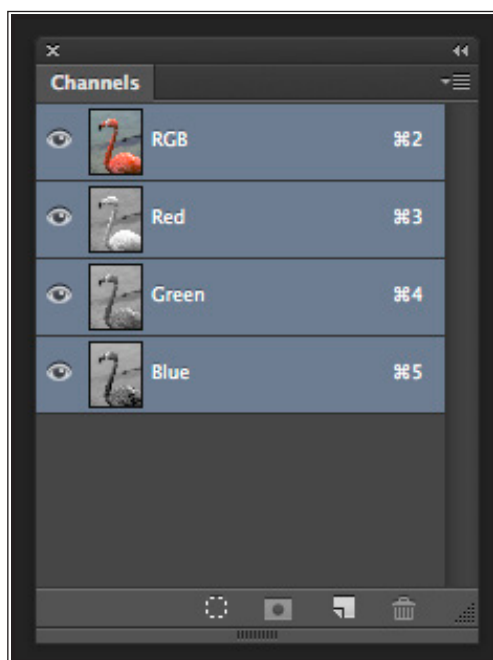 Channels
RGB ⌘2
Red ⌘3
Green ⌘4
Blue ⌘5